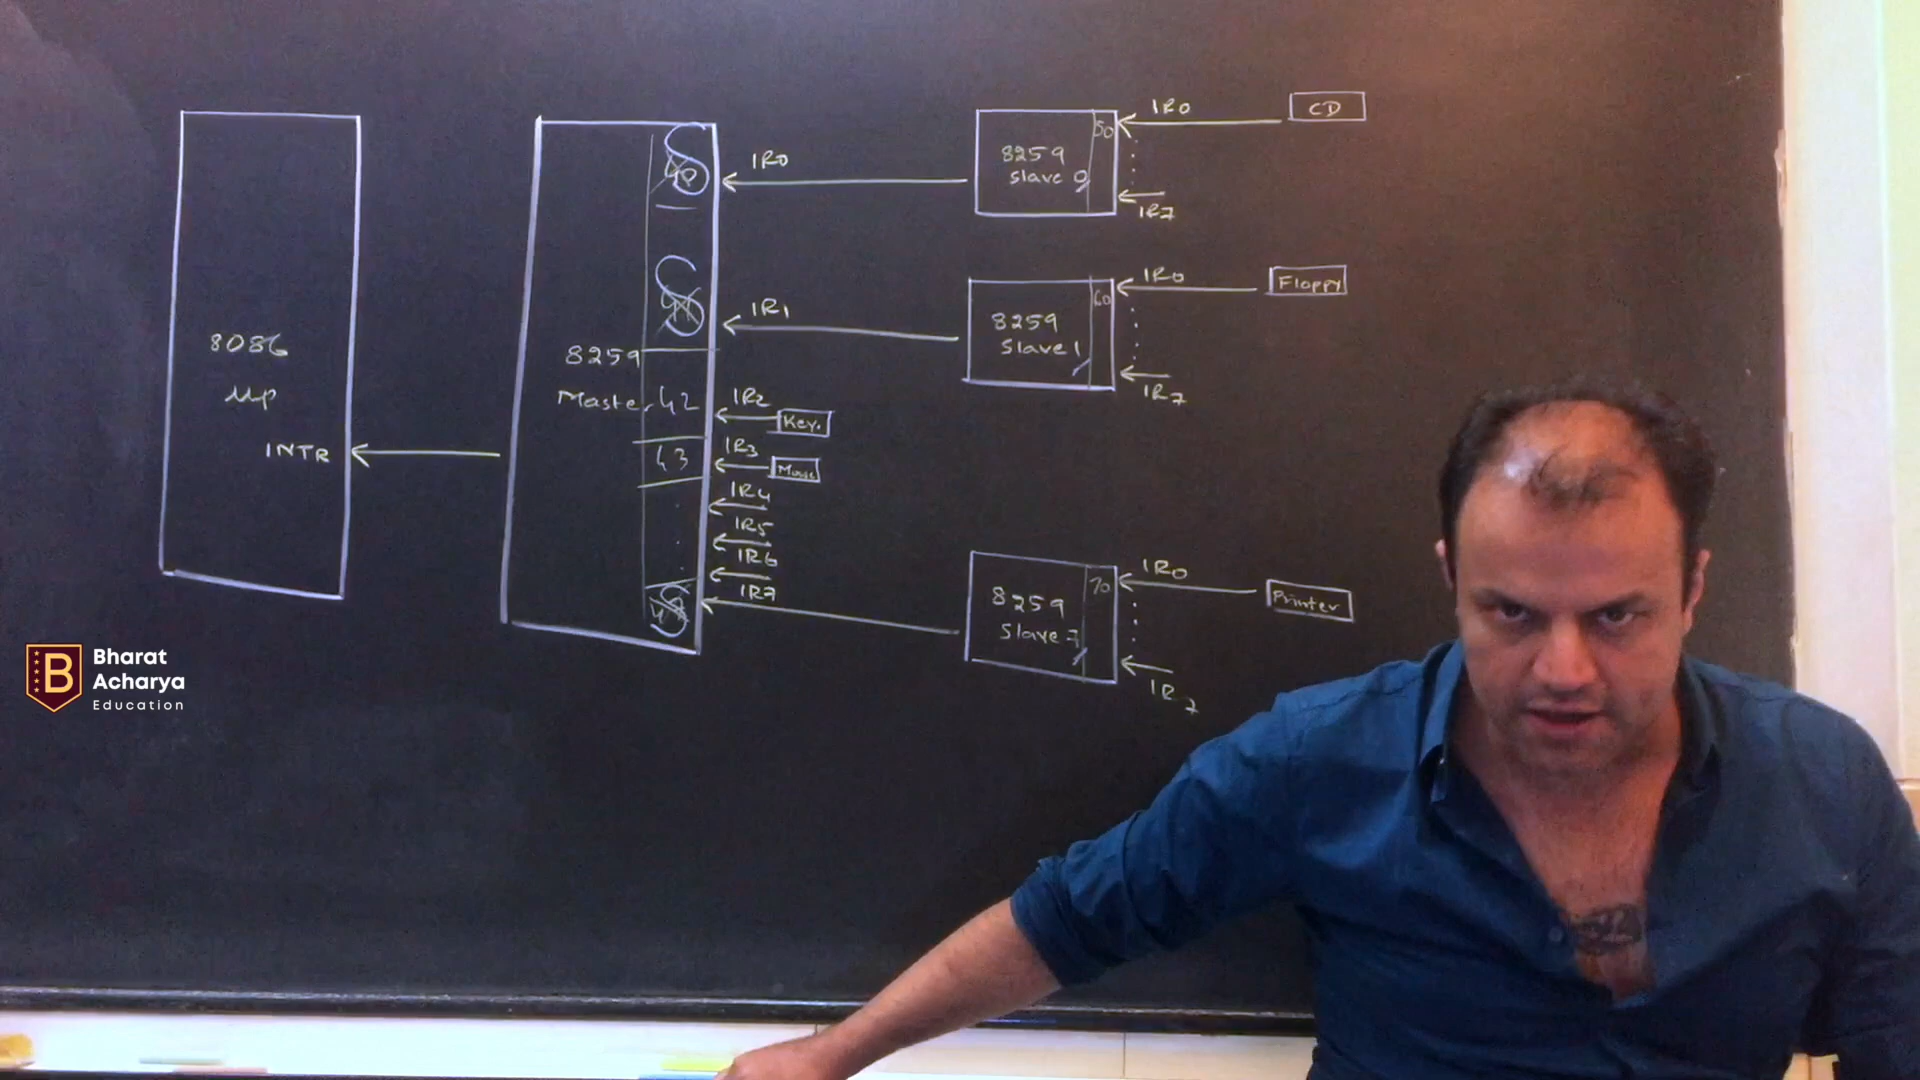 8086
μp
INTR
8259
Master
42
43
IR0
IR1
IR2
Key.
IR3
Mouse
IR4
IR5
IR6
IR7
8259
Slave 0
50
IR0
CD
IR7
8259
Slave 1
60
IR0
Floppy
IR7
8259
Slave 7
70
IR0
Printer
IR7
B
Bharat
Acharya
Education